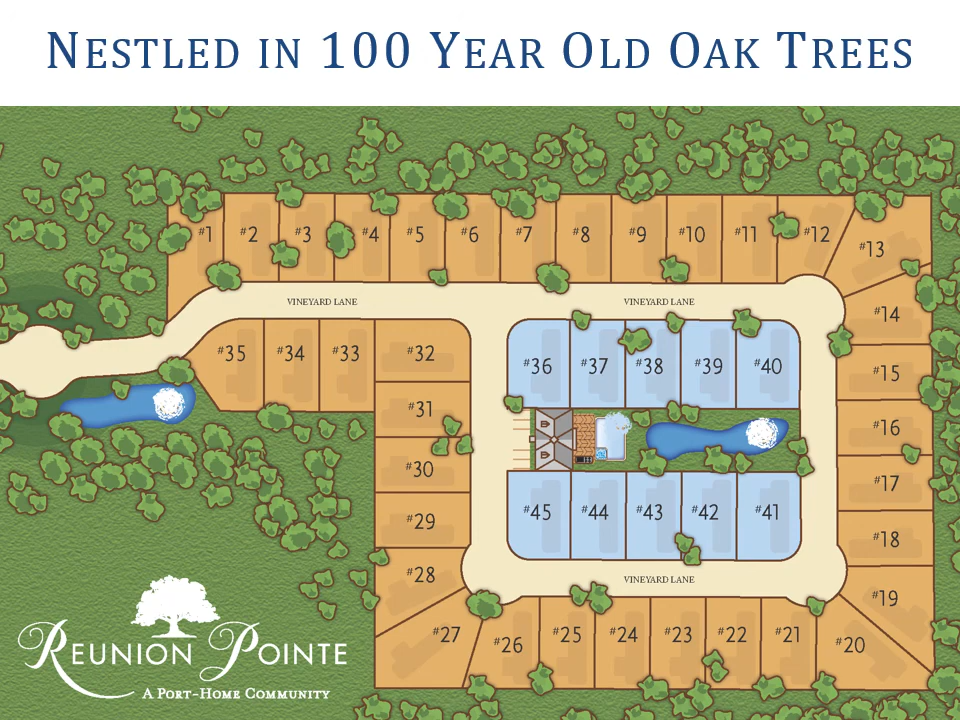 NESTLED IN 100 YEAR OLD OAK TREES
#1 #2 #3 #4 #5 #6 #7 #8 #9 #10 #11 #12
#13
VINEYARD LANE VINEYARD LANE
#14
#35 #34 #33 #32
#36 #37 #38 #39 #40
#15
#31
#16
#30
#17
#29
#45 #44 #43 #42 #41
#18
#28
VINEYARD LANE
#19
#27 #26 #25 #24 #23 #22 #21 #20
REUNION POINTE
A PORT-HOME COMMUNITY